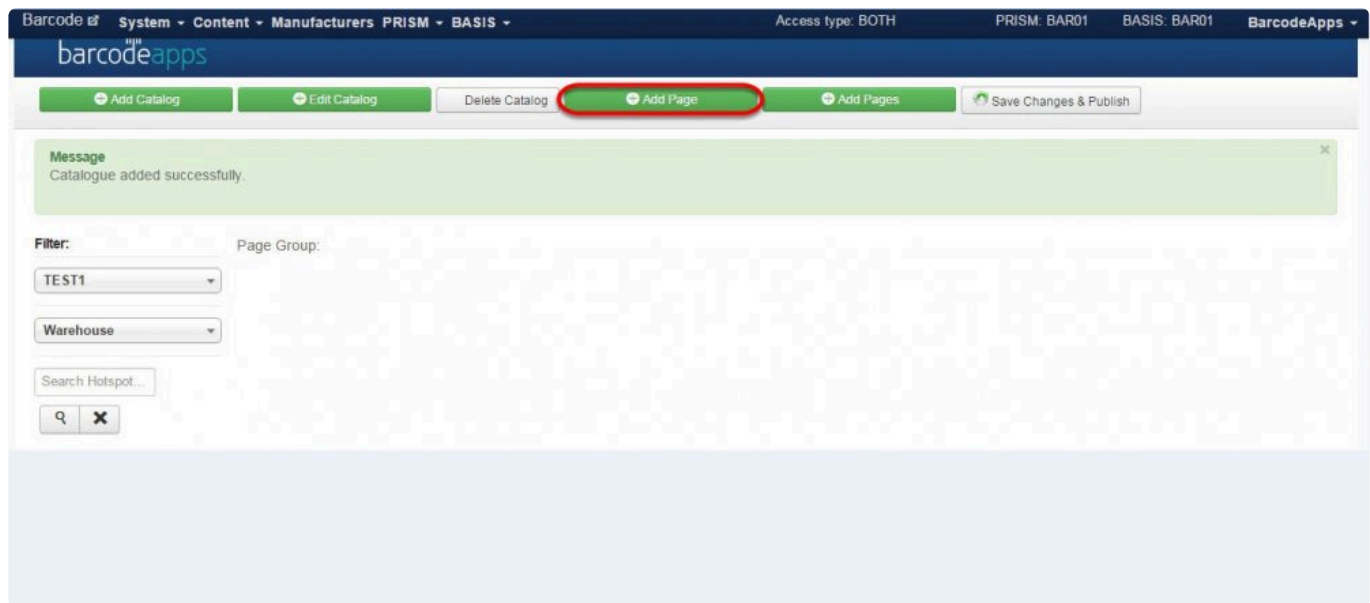 Barcode System Content Manufacturers PRISM BASIS Access type: BOTH PRISM: BAR01 BASIS: BAR01 BarcodeApps
barcodeapps
Add Catalog Edit Catalog Delete Catalog Add Page Add Pages Save Changes & Publish
Message
Catalogue added successfully.
Filter: Page Group:
TEST1
Warehouse
Search Hotspot...